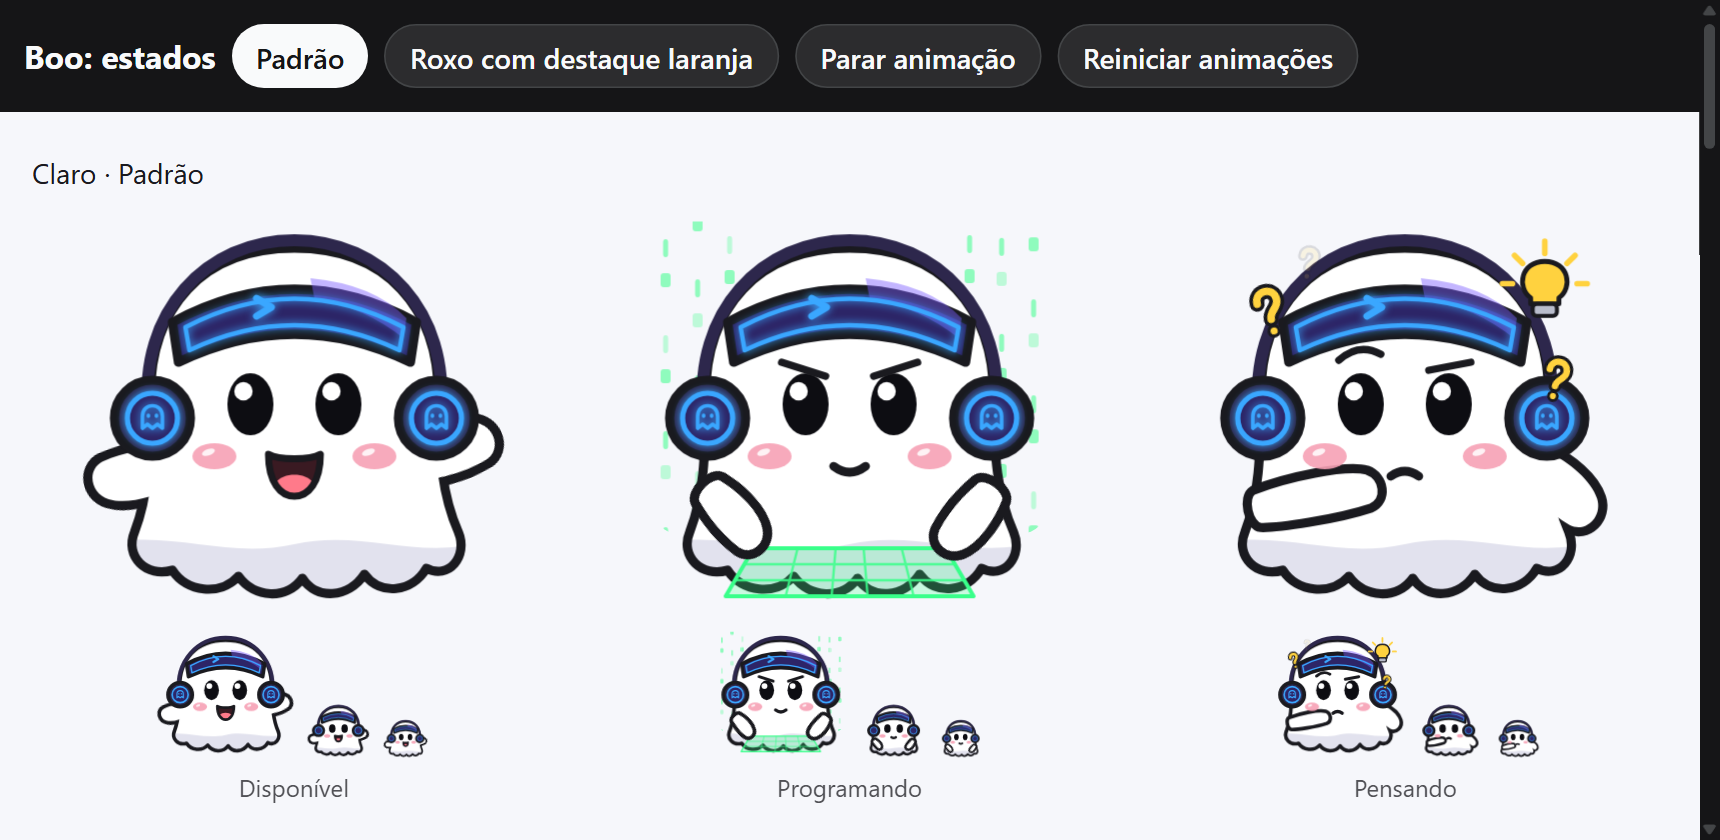 Boo: estados
Padrão
Roxo com destaque laranja
Parar animação
Reiniciar animações
Claro · Padrão
?
?
?
Disponível
Programando
Pensando